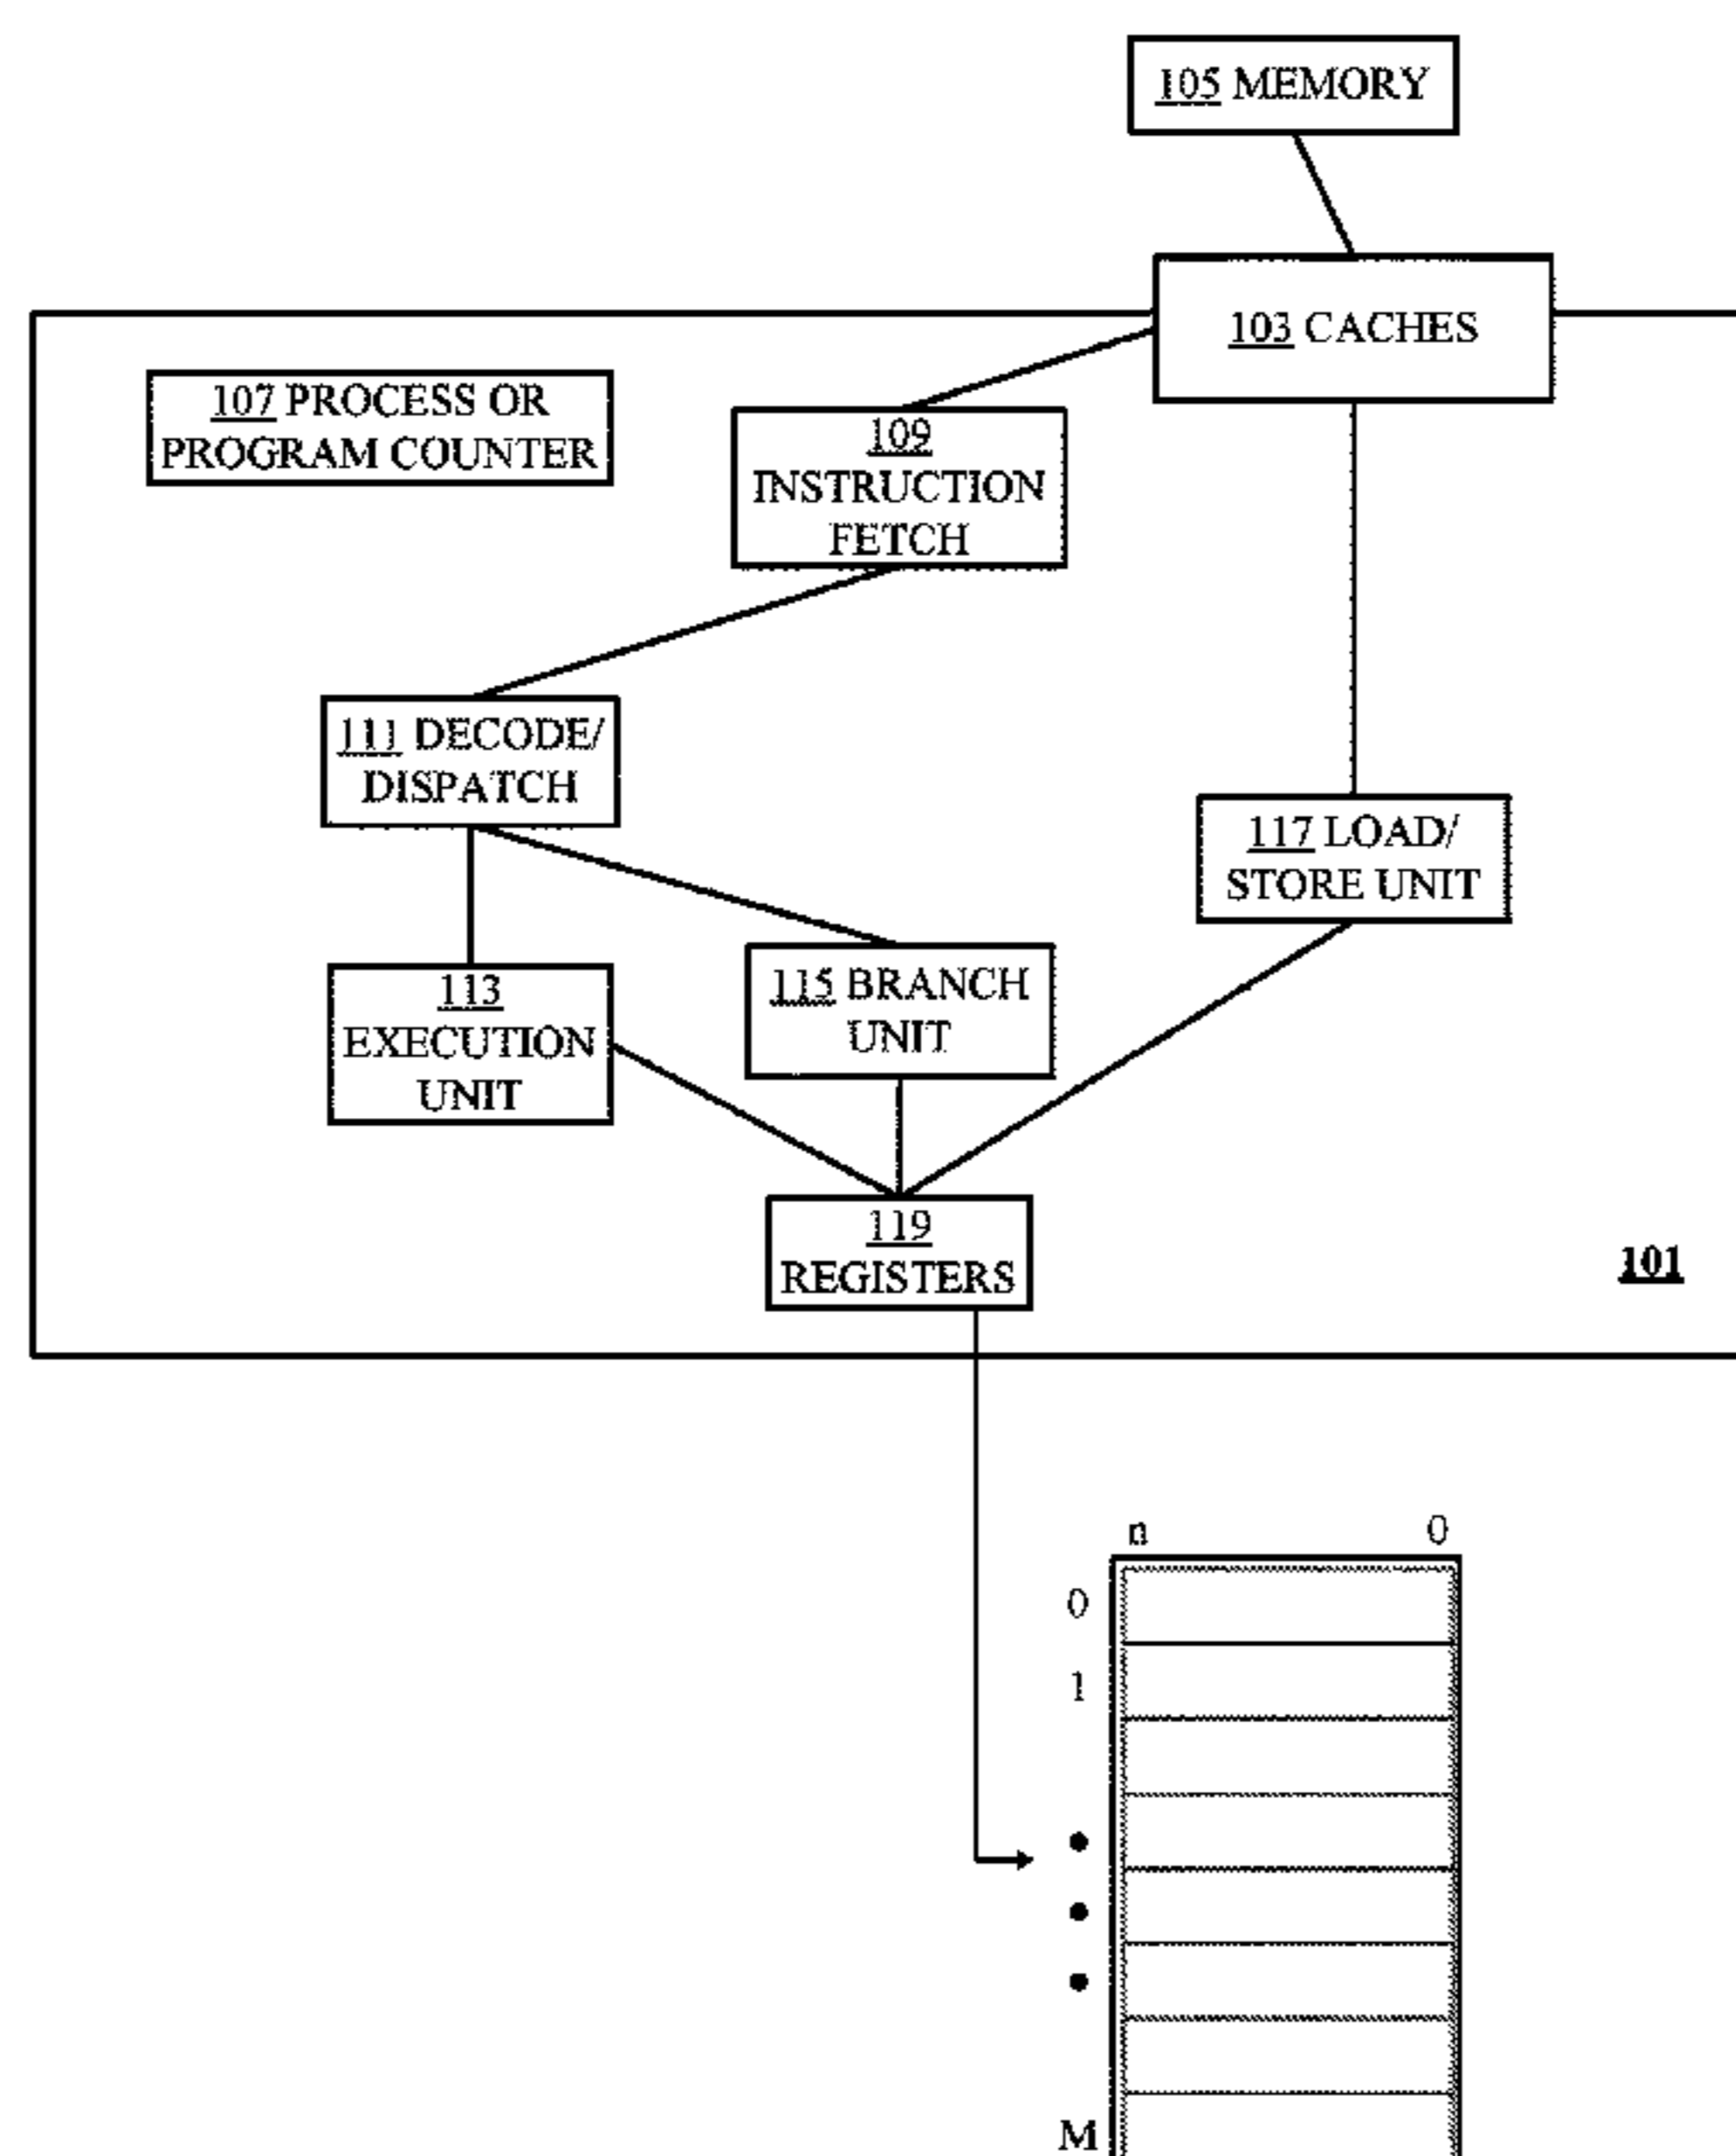 105 MEMORY
103 CACHES
107 PROCESS OR
PROGRAM COUNTER
109
INSTRUCTION
FETCH
111 DECODE/
DISPATCH
117 LOAD/
STORE UNIT
113
EXECUTION
UNIT
115 BRANCH
UNIT
119
REGISTERS
101
n 0
0
1
M